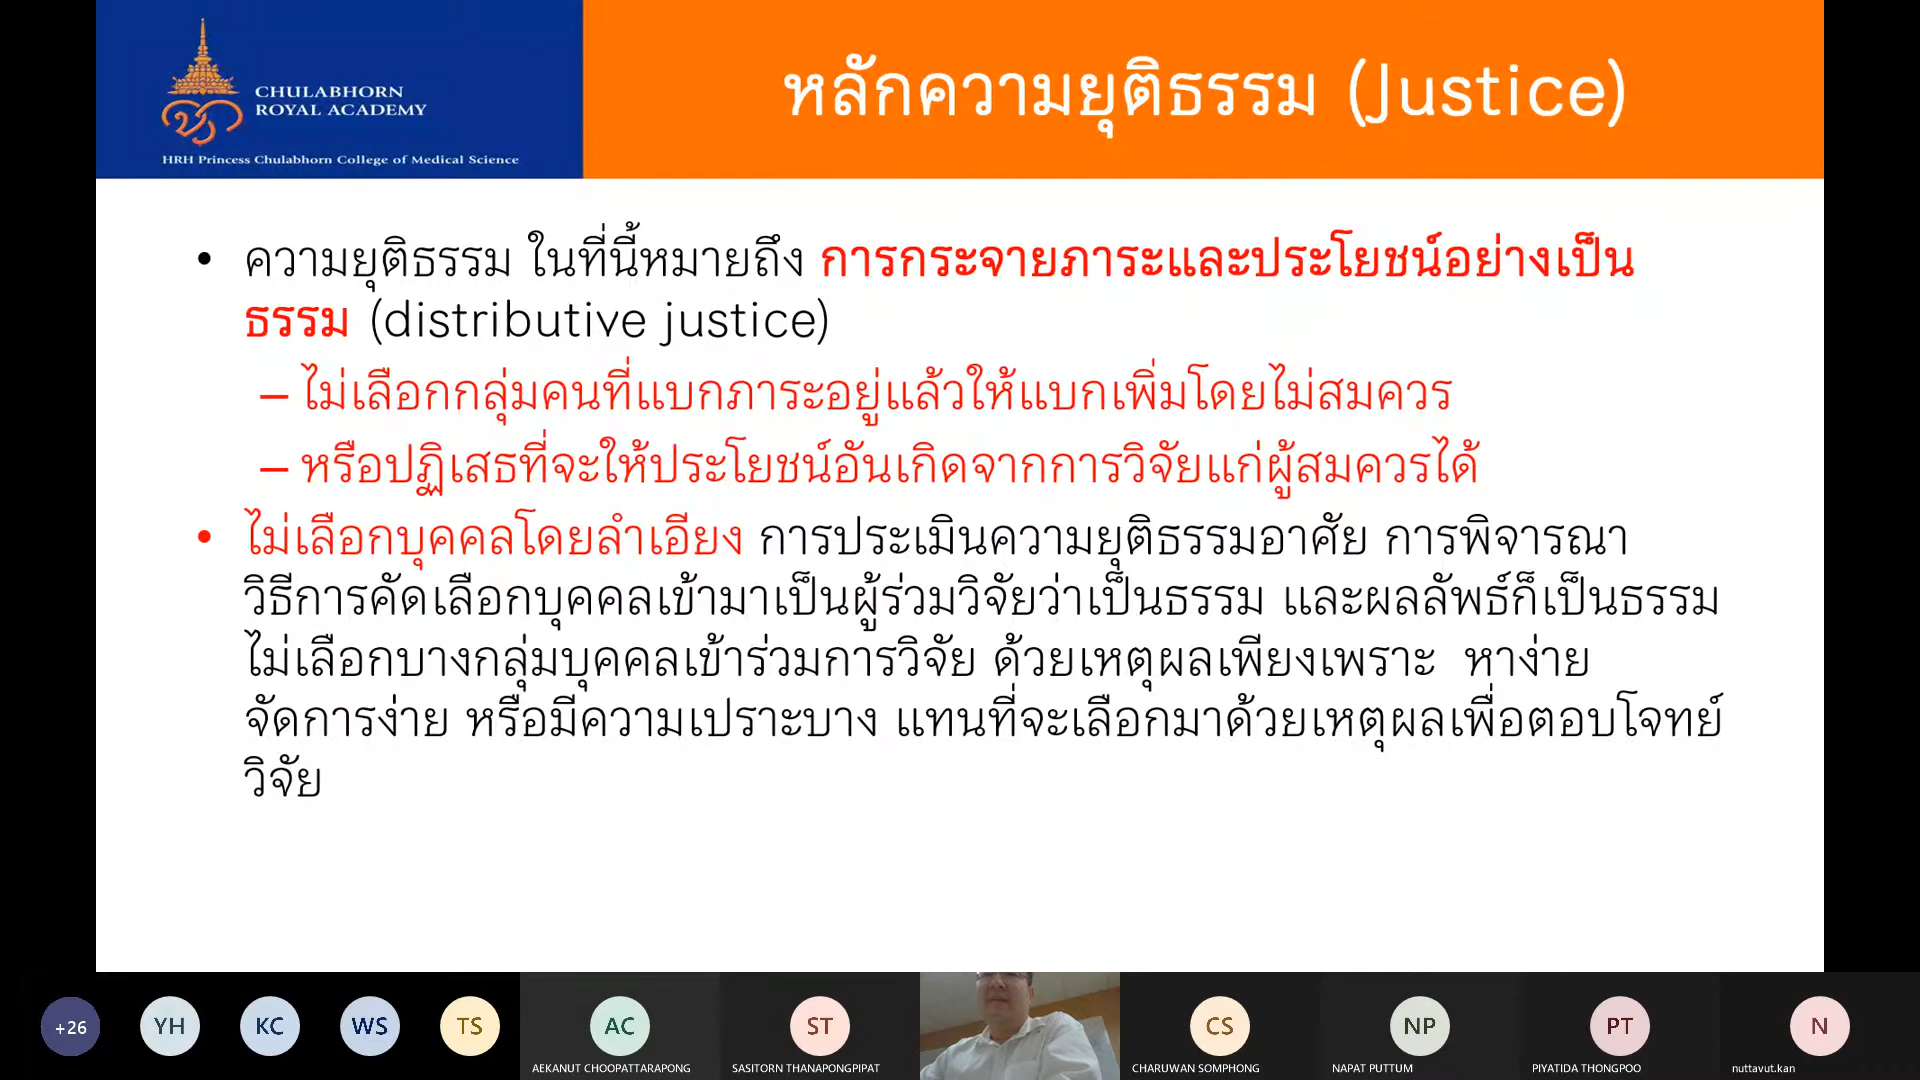 CHULABHORN
ROYAL ACADEMY
HRH Princess Chulabhorn College of Medical Science
หลักความยุติธรรม (Justice)
• ความยุติธรรม ในที่นี้หมายถึง การกระจายภาระและประโยชน์อย่างเป็น
ธรรม (distributive justice)
– ไม่เลือกกลุ่มคนที่แบกภาระอยู่แล้วให้แบกเพิ่มโดยไม่สมควร
– หรือปฏิเสธที่จะให้ประโยชน์อันเกิดจากการวิจัยแก่ผู้สมควรได้
• ไม่เลือกบุคคลโดยลำเอียง การประเมินความยุติธรรมอาศัย การพิจารณา
วิธีการคัดเลือกบุคคลเข้ามาเป็นผู้ร่วมวิจัยว่าเป็นธรรม และผลลัพธ์ก็เป็นธรรม
ไม่เลือกบางกลุ่มบุคคลเข้าร่วมการวิจัย ด้วยเหตุผลเพียงเพราะ หาง่าย
จัดการง่าย หรือมีความเปราะบาง แทนที่จะเลือกมาด้วยเหตุผลเพื่อตอบโจทย์
วิจัย
+26
YH
KC
WS
TS
AC
AEKANUT CHOOPATTARAPONG
ST
SASITORN THANAPONGPIPAT
CS
CHARUWAN SOMPHONG
NP
NAPAT PUTTUM
PT
PIYATIDA THONGPOO
N
nuttavut.kan